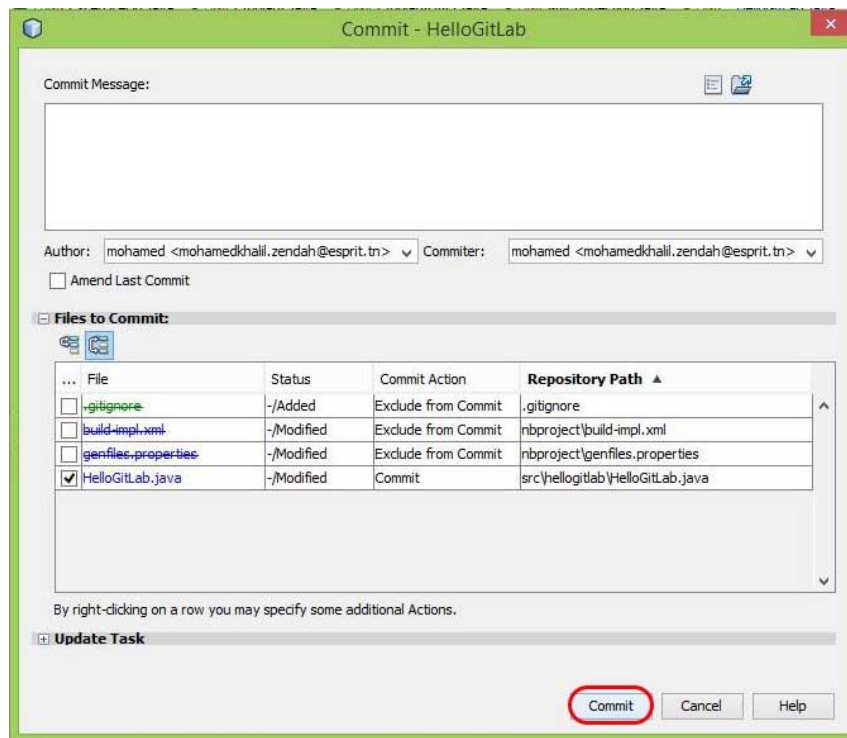 Commit - HelloGitLab
Commit Message:
Author: mohamed <mohamedkhalil.zendah@esprit.tn> Commiter: mohamed <mohamedkhalil.zendah@esprit.tn>
Amend Last Commit
Files to Commit:
... File Status Commit Action Repository Path
.gitignore -/Added Exclude from Commit .gitignore
build-impl.xml -/Modified Exclude from Commit nbproject\build-impl.xml
genfiles.properties -/Modified Exclude from Commit nbproject\genfiles.properties
HelloGitLab.java -/Modified Commit src\hellogitlab\HelloGitLab.java
By right-clicking on a row you may specify some additional Actions.
Update Task
Commit Cancel Help